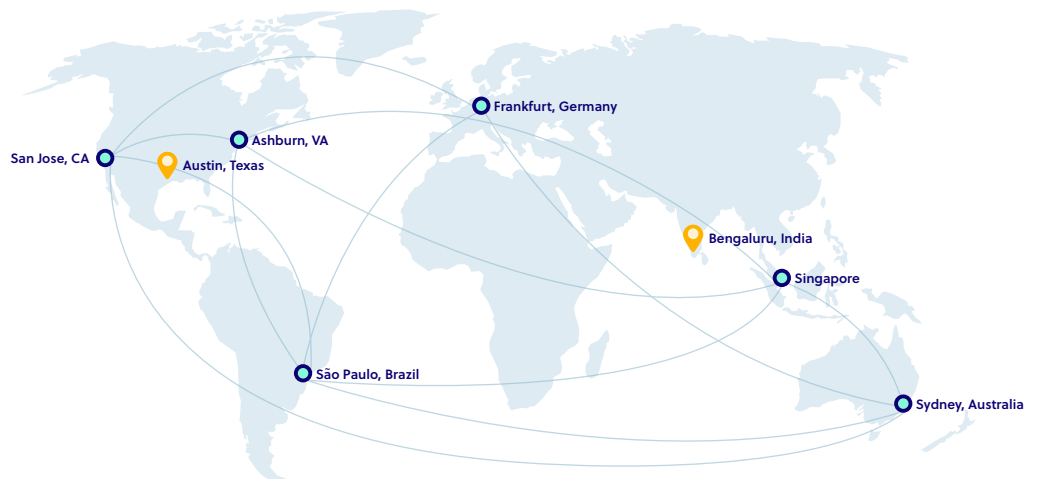 Frankfurt, Germany
Ashburn, VA
San Jose, CA
Austin, Texas
Bengaluru, India
Singapore
São Paulo, Brazil
Sydney, Australia